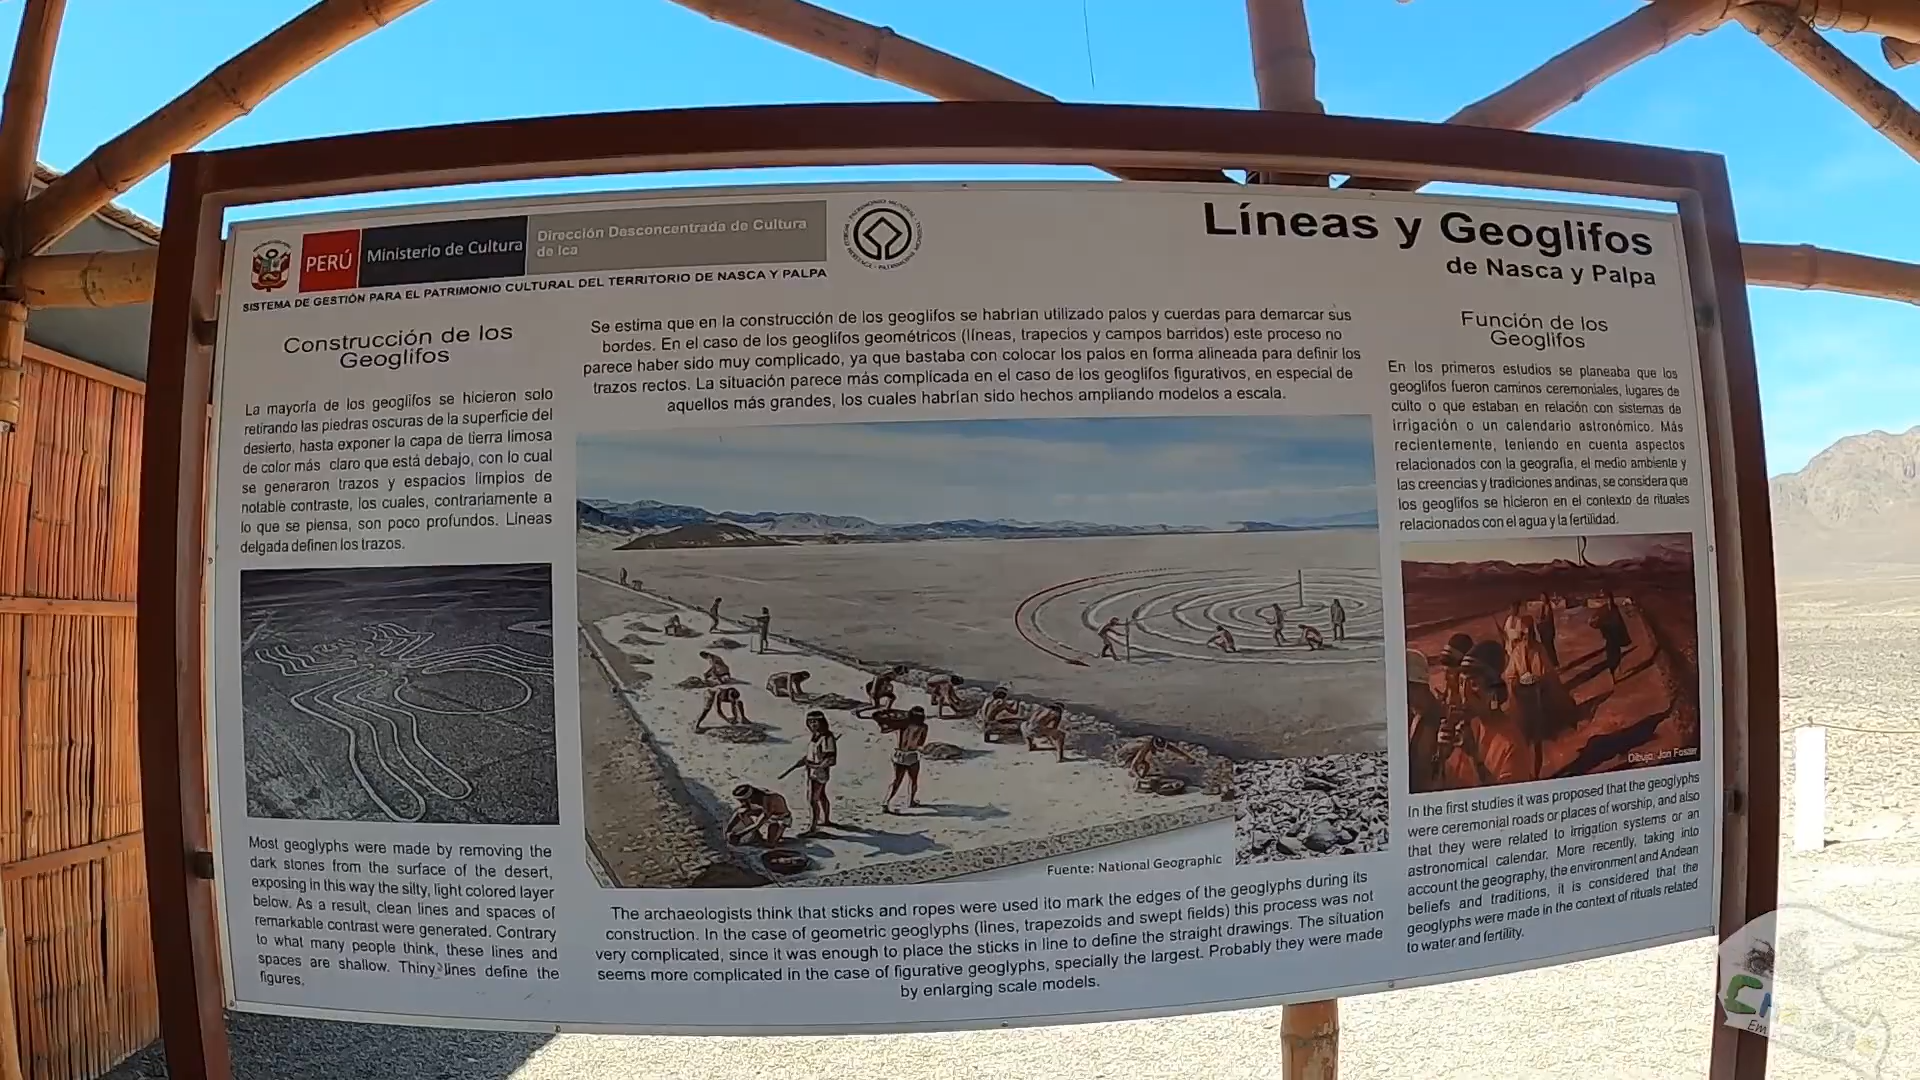 PERÚ
Ministerio de Cultura
Dirección Desconcentrada de Cultura
de Ica
SISTEMA DE GESTIÓN PARA EL PATRIMONIO CULTURAL DEL TERRITORIO DE NASCA Y PALPA
Líneas y Geoglifos
de Nasca y Palpa
Construcción de los
Geoglifos
La mayoría de los geoglifos se hicieron solo
retirando las piedras oscuras de la superficie del
desierto, hasta exponer la capa de tierra limosa
de color más claro que está debajo, con lo cual
se generaron trazos y espacios limpios de
notable contraste, los cuales, contrariamente a
lo que se piensa, son poco profundos. Líneas
delgada definen los trazos.
Most geoglyphs were made by removing the
dark stones from the surface of the desert,
exposing in this way the silty, light colored layer
below. As a result, clean lines and spaces of
remarkable contrast were generated. Contrary
to what many people think, these lines and
spaces are shallow. Thiny lines define the
figures.
Se estima que en la construcción de los geoglifos se habrían utilizado palos y cuerdas para demarcar sus
bordes. En el caso de los geoglifos geométricos (líneas, trapecios y campos barridos) este proceso no
parece haber sido muy complicado, ya que bastaba con colocar los palos en forma alineada para definir los
trazos rectos. La situación parece más complicada en el caso de los geoglifos figurativos, en especial de
aquellos más grandes, los cuales habrían sido hechos ampliando modelos a escala.
Fuente: National Geographic
The archaeologists think that sticks and ropes were used ito mark the edges of the geoglyphs during its
construction. In the case of geometric geoglyphs (lines, trapezoids and swept fields) this process was not
very complicated, since it was enough to place the sticks in line to define the straight drawings. The situation
seems more complicated in the case of figurative geoglyphs, specially the largest. Probably they were made
by enlarging scale models.
Función de los
Geoglifos
En los primeros estudios se planeaba que los
geoglifos fueron caminos ceremoniales, lugares de
culto o que estaban en relación con sistemas de
irrigación o un calendario astronómico. Más
recientemente, teniendo en cuenta aspectos
relacionados con la geografía, el medio ambiente y
las creencias y tradiciones andinas, se considera que
los geoglifos se hicieron en el contexto de rituales
relacionados con el agua y la fertilidad.
Dibujo: Jon Foster
In the first studies it was proposed that the geoglyphs
were ceremonial roads or places of worship, and also
that they were related to irrigation systems or an
astronomical calendar. More recently, taking into
account the geography, the environment and Andean
beliefs and traditions, it is considered that the
geoglyphs were made in the context of rituals related
to water and fertility.